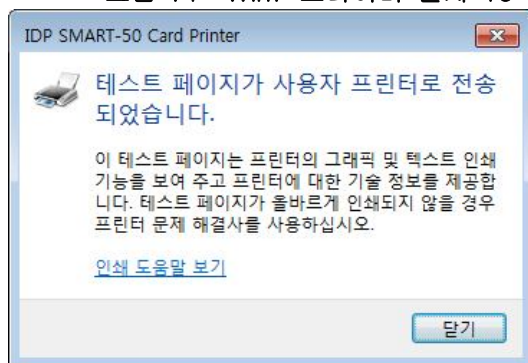 IDP SMART-50 Card Printer
테스트 페이지가 사용자 프린터로 전송
되었습니다.
이 테스트 페이지는 프린터의 그래픽 및 텍스트 인쇄
기능을 보여 주고 프린터에 대한 기술 정보를 제공합
니다. 테스트 페이지가 올바르게 인쇄되지 않을 경우
프린터 문제 해결사를 사용하십시오.
인쇄 도움말 보기
닫기